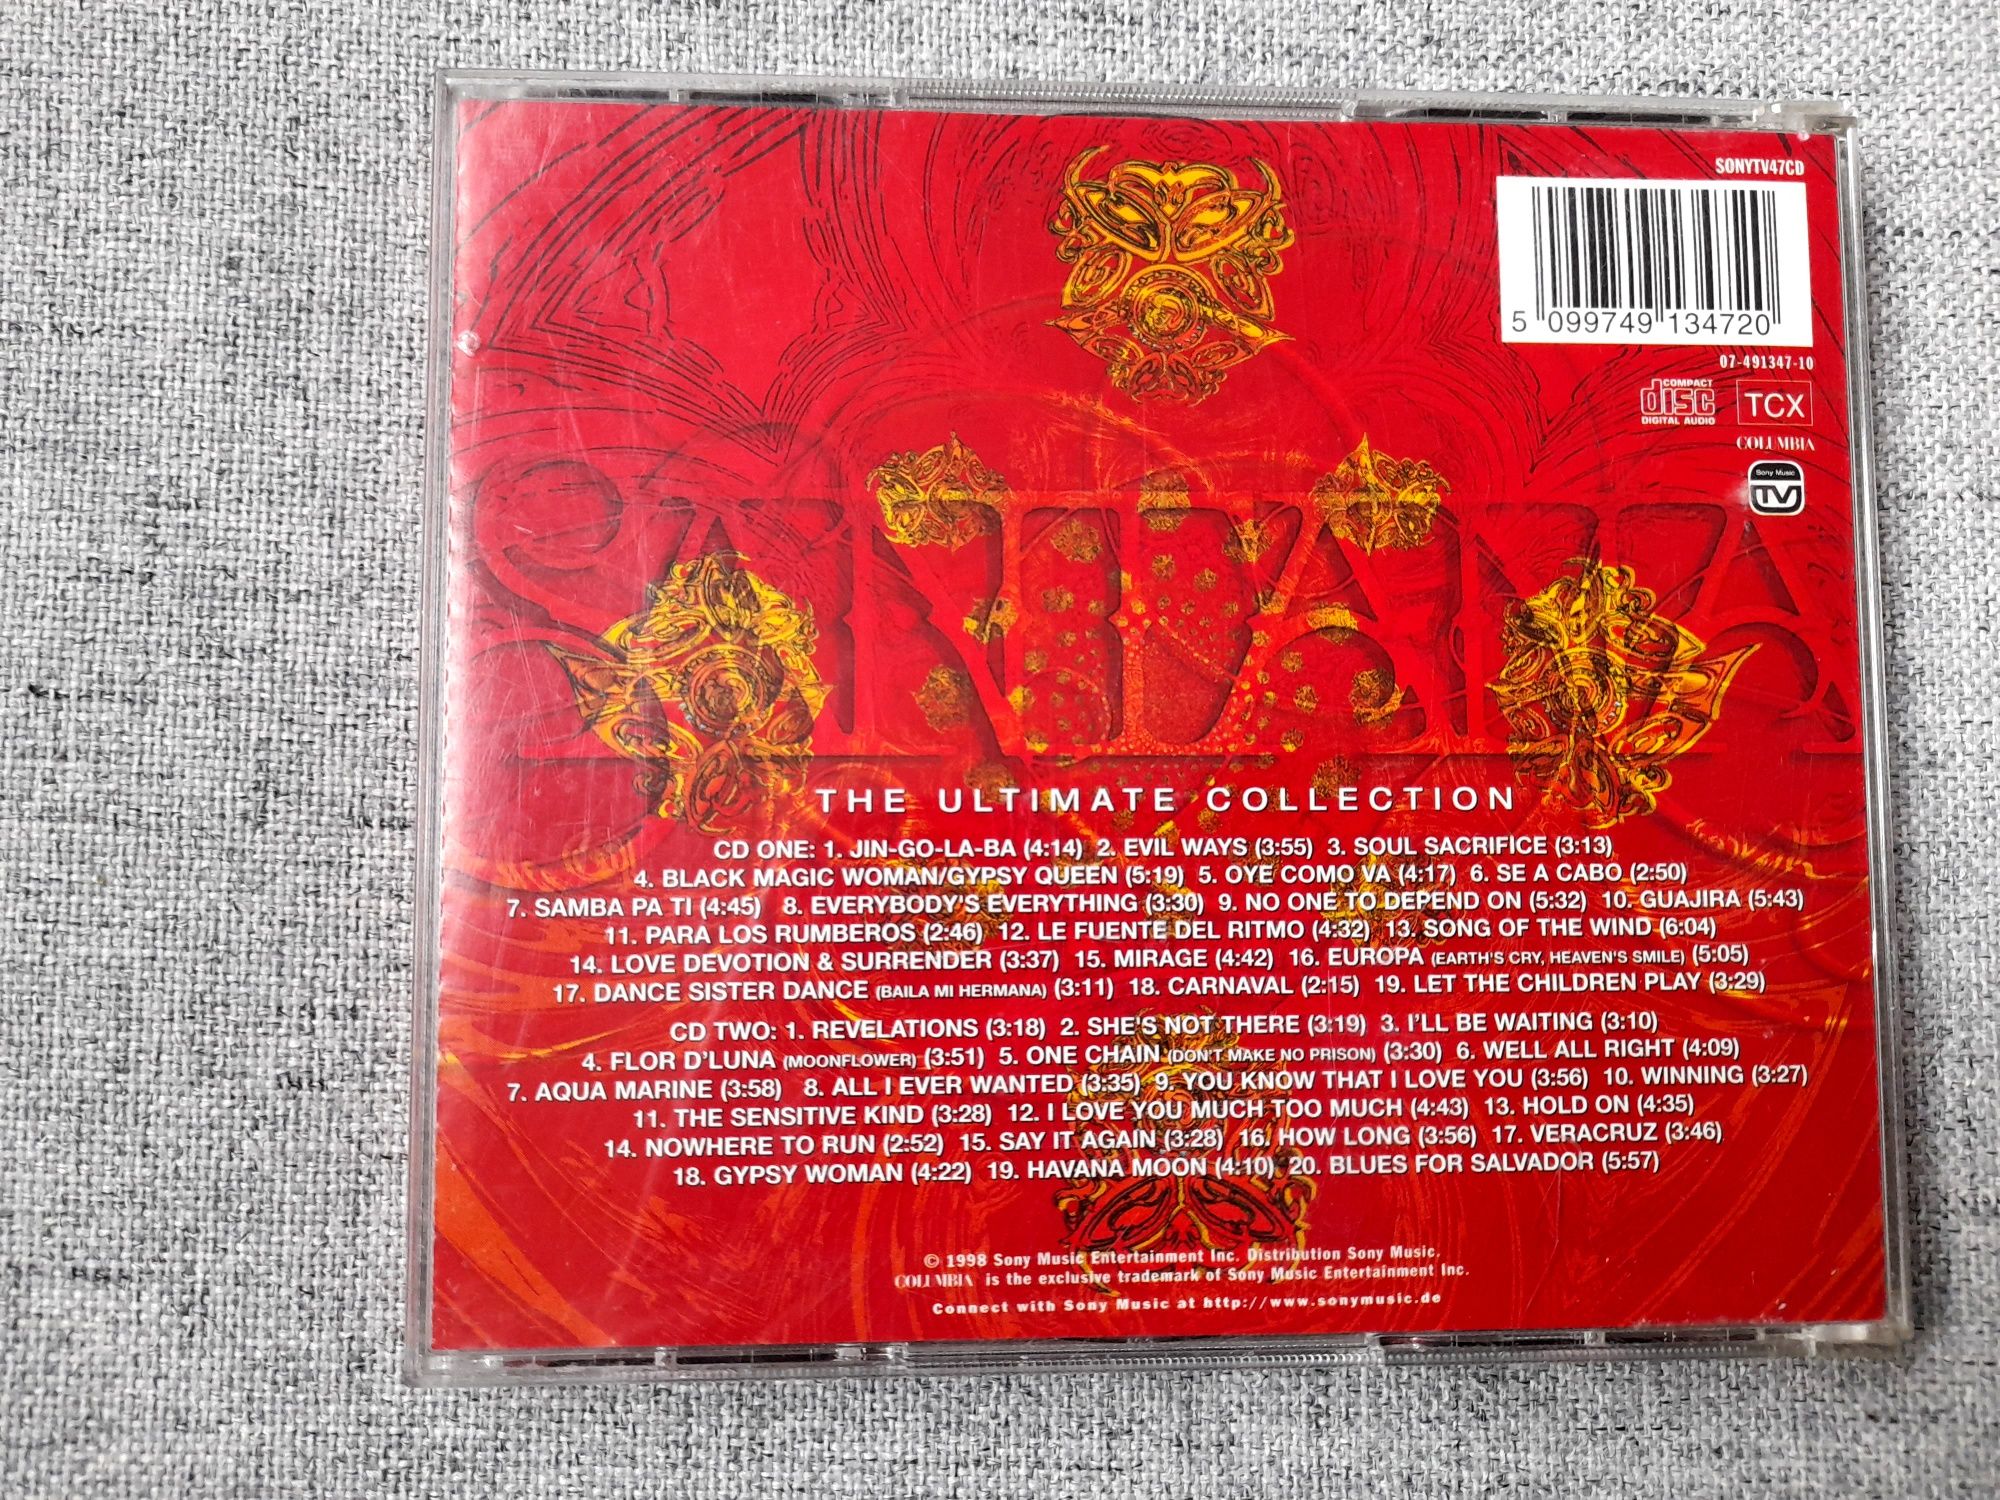 SONYTV47CD
5 099749 134720
07-491347-10
COMPACT
disc
DIGITAL AUDIO
TCX
COLUMBIA
Sony Music
TV
SANTANA
THE ULTIMATE COLLECTION
CD ONE: 1. JIN-GO-LA-BA (4:14) 2. EVIL WAYS (3:55) 3. SOUL SACRIFICE (3:13)
4. BLACK MAGIC WOMAN/GYPSY QUEEN (5:19) 5. OYE COMO VA (4:17) 6. SE A CABO (2:50)
7. SAMBA PA TI (4:45) 8. EVERYBODY'S EVERYTHING (3:30) 9. NO ONE TO DEPEND ON (5:32) 10. GUAJIRA (5:43)
11. PARA LOS RUMBEROS (2:46) 12. LE FUENTE DEL RITMO (4:32) 13. SONG OF THE WIND (6:04)
14. LOVE DEVOTION & SURRENDER (3:37) 15. MIRAGE (4:42) 16. EUROPA (EARTH'S CRY, HEAVEN'S SMILE) (5:05)
17. DANCE SISTER DANCE (BAILA MI HERMANA) (3:11) 18. CARNAVAL (2:15) 19. LET THE CHILDREN PLAY (3:29)
CD TWO: 1. REVELATIONS (3:18) 2. SHE'S NOT THERE (3:19) 3. I'LL BE WAITING (3:10)
4. FLOR D'LUNA (MOONFLOWER) (3:51) 5. ONE CHAIN (DON'T MAKE NO PRISON) (3:30) 6. WELL ALL RIGHT (4:09)
7. AQUA MARINE (3:58) 8. ALL I EVER WANTED (3:35) 9. YOU KNOW THAT I LOVE YOU (3:56) 10. WINNING (3:27)
11. THE SENSITIVE KIND (3:28) 12. I LOVE YOU MUCH TOO MUCH (4:43) 13. HOLD ON (4:35)
14. NOWHERE TO RUN (2:52) 15. SAY IT AGAIN (3:28) 16. HOW LONG (3:56) 17. VERACRUZ (3:46)
18. GYPSY WOMAN (4:22) 19. HAVANA MOON (4:10) 20. BLUES FOR SALVADOR (5:57)
© 1998 Sony Music Entertainment Inc. Distribution Sony Music.
COLUMBIA is the exclusive trademark of Sony Music Entertainment Inc.
Connect with Sony Music at http://www.sonymusic.de